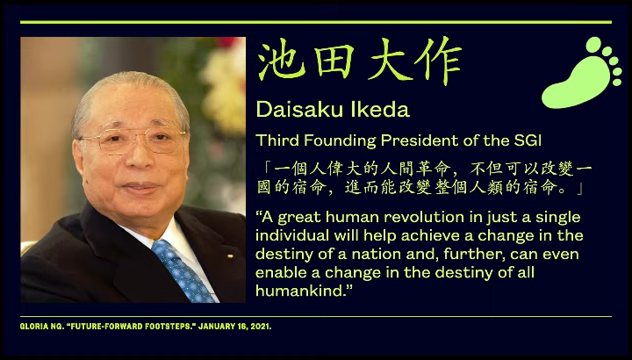 池田大作
Daisaku Ikeda
Third Founding President of the SGI
「一個人偉大的人間革命，不但可以改變一
國的宿命，進而能改變整個人類的宿命。」
“A great human revolution in just a single
individual will help achieve a change in the
destiny of a nation and, further, can even
enable a change in the destiny of all
humankind.”
GLORIA NG. “FUTURE-FORWARD FOOTSTEPS.” JANUARY 16, 2021.